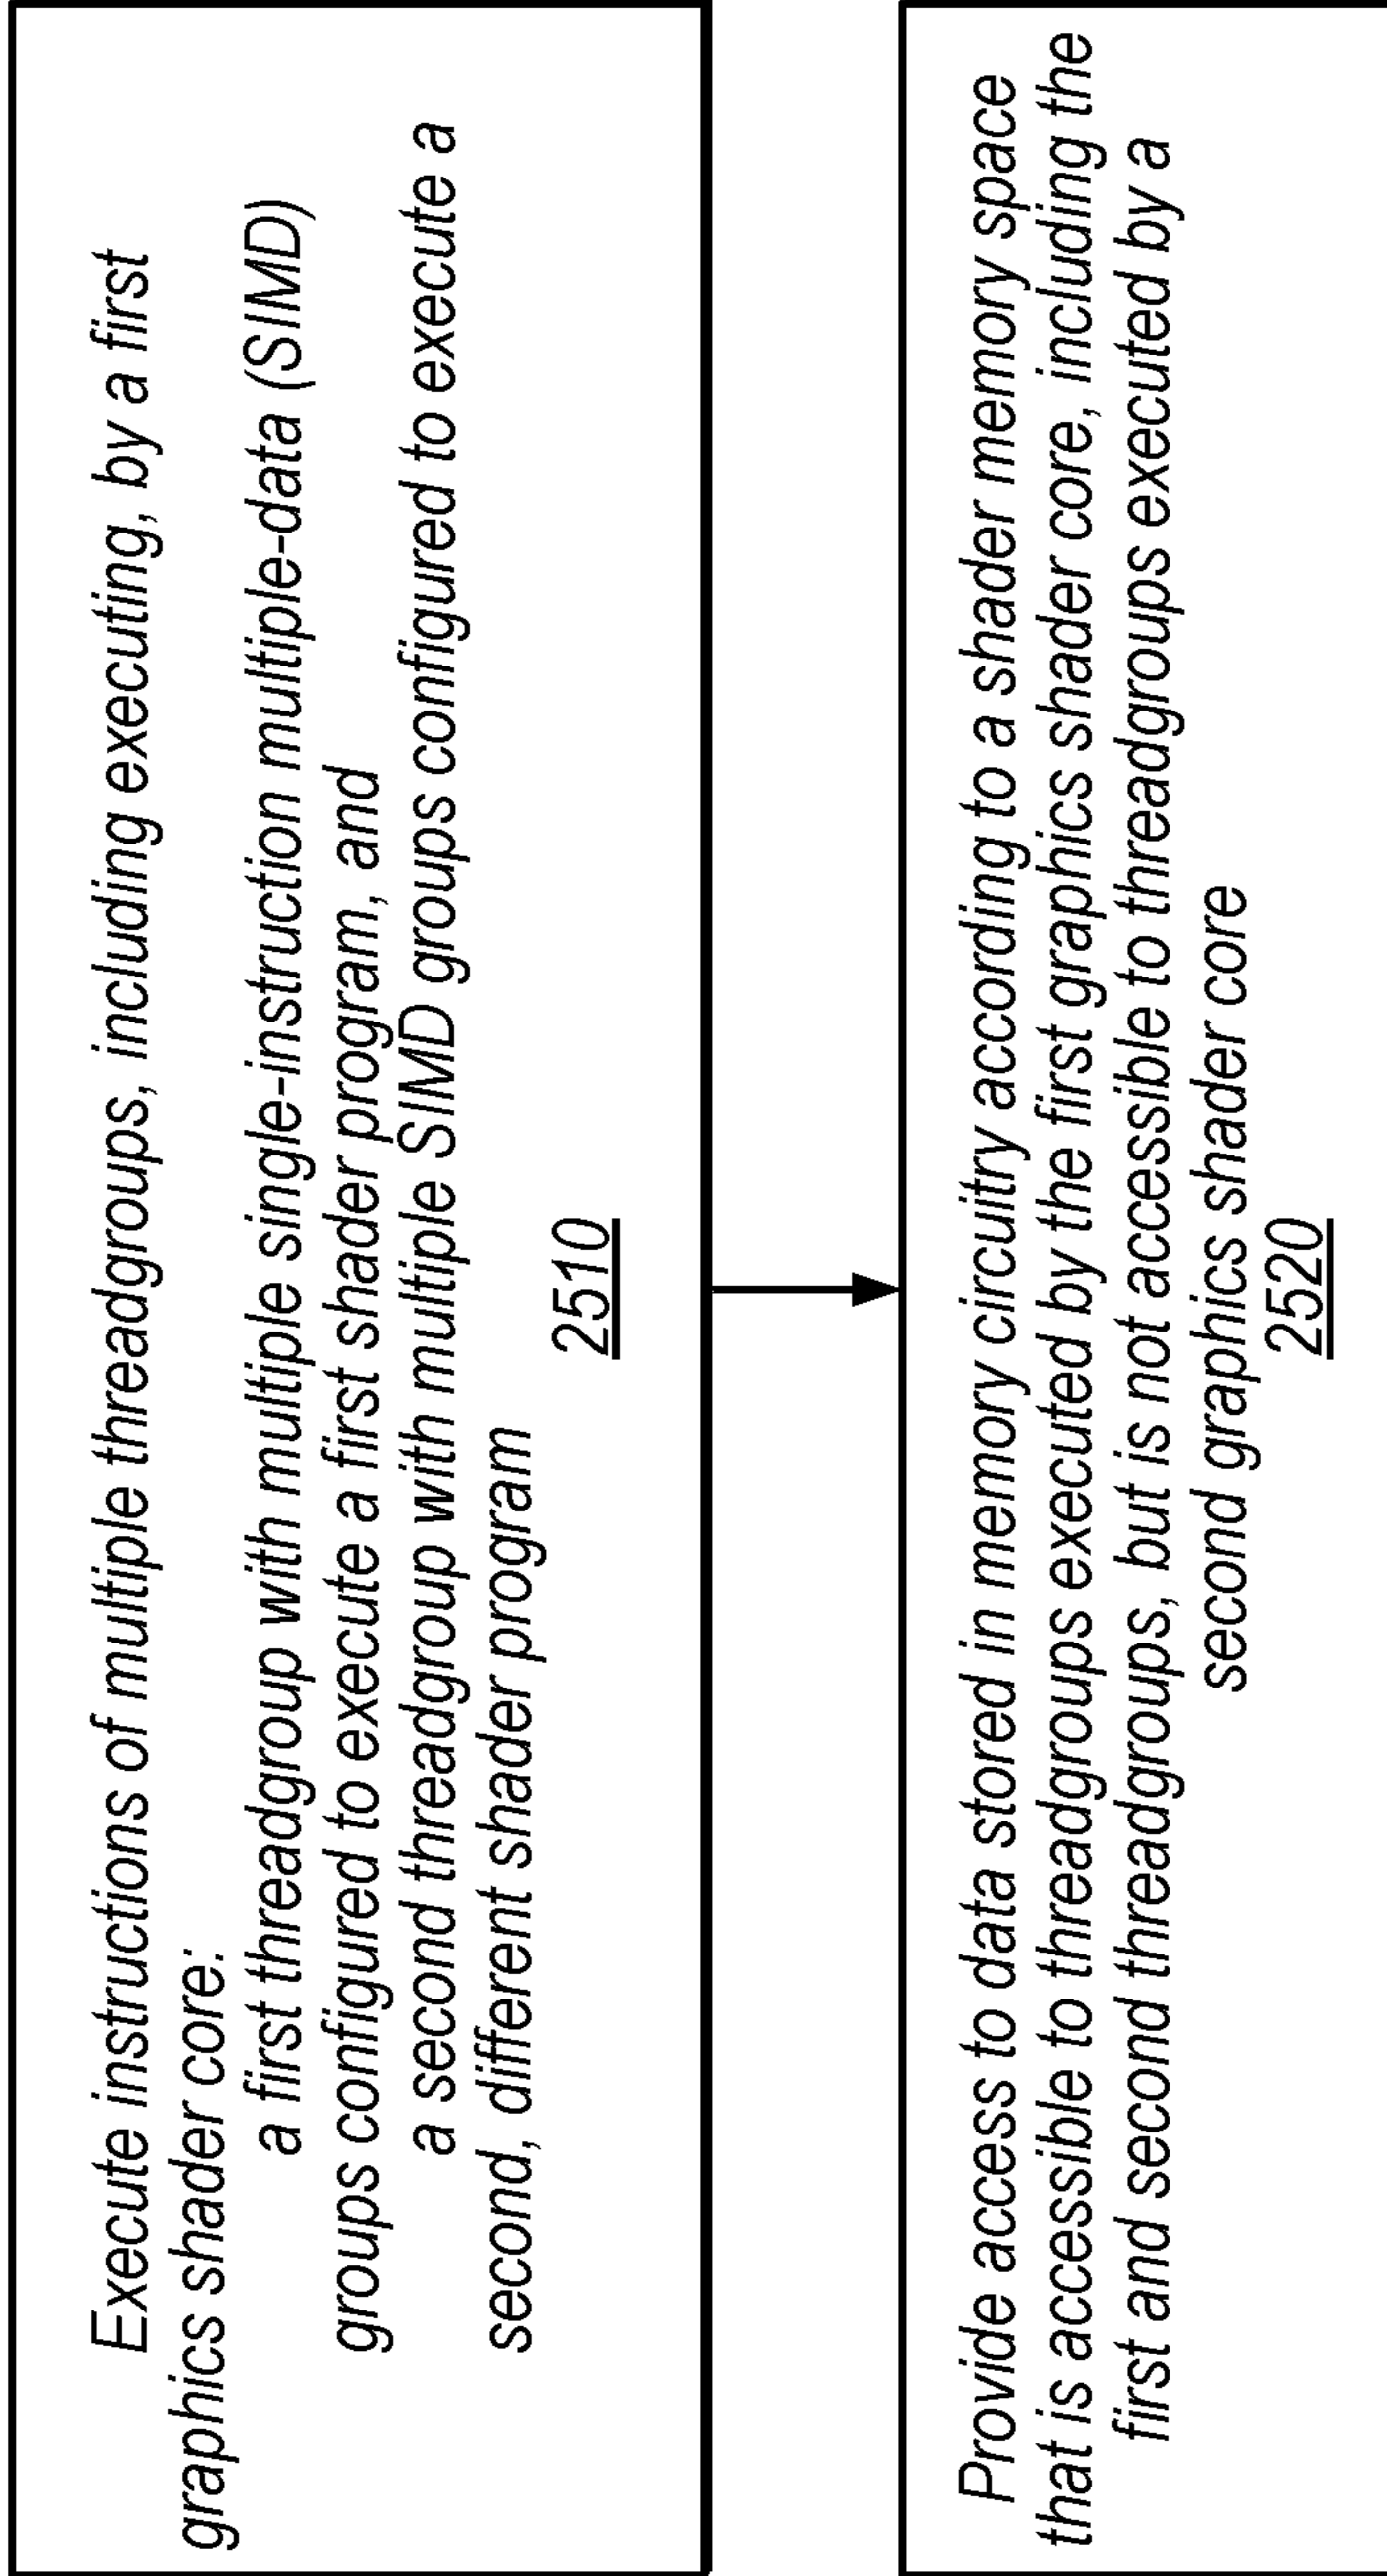 Execute instructions of multiple threadgroups, including executing, by a first
graphics shader core:
a first threadgroup with multiple single-instruction multiple-data (SIMD)
groups configured to execute a first shader program, and
a second threadgroup with multiple SIMD groups configured to execute a
second, different shader program
2510
Provide access to data stored in memory circuitry according to a shader memory space
that is accessible to threadgroups executed by the first graphics shader core, including the
first and second threadgroups, but is not accessible to threadgroups executed by a
second graphics shader core
2520